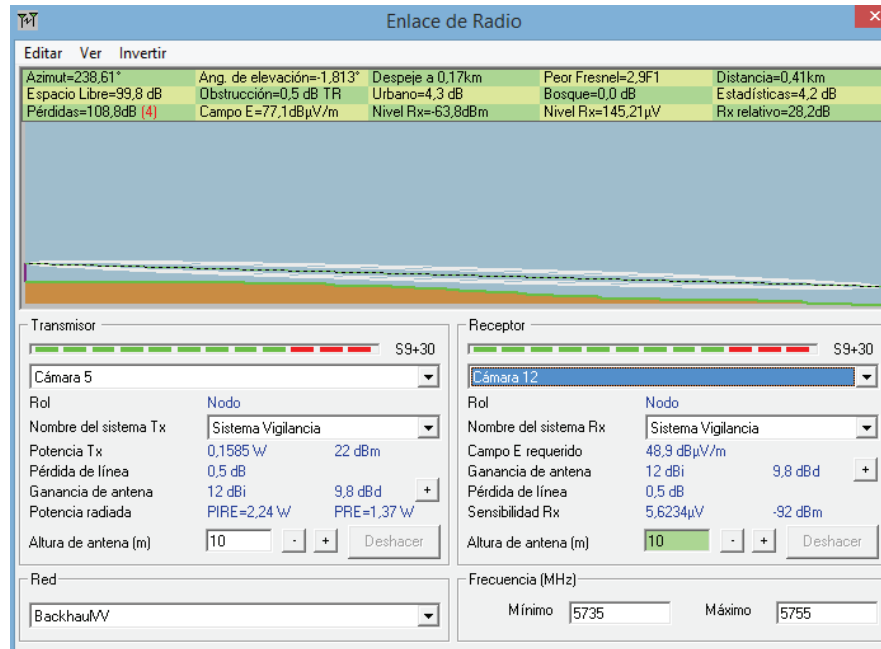 Enlace de Radio
Editar Ver Invertir
Azimut=238,61° Ang. de elevación=-1,813° Despeje a 0,17km Peor Fresnel=2,9F1 Distancia=0,41km
Espacio Libre=99,8 dB Obstrucción=0,5 dB TR Urbano=4,3 dB Bosque=0,0 dB Estadísticas=4,2 dB
Pérdidas=108,8dB (4) Campo E=77,1dBµV/m Nivel Rx=-63,8dBm Nivel Rx=145,21µV Rx relativo=28,2dB
Transmisor
S9+30
Cámara 5
Rol Nodo
Nombre del sistema Tx Sistema Vigilancia
Potencia Tx 0,1585 W 22 dBm
Pérdida de línea 0,5 dB
Ganancia de antena 12 dBi 9,8 dBd +
Potencia radiada PIRE=2,24 W PRE=1,37 W
Altura de antena (m) 10 - + Deshacer
Receptor
S9+30
Cámara 12
Rol Nodo
Nombre del sistema Rx Sistema Vigilancia
Campo E requerido 48,9 dBµV/m
Ganancia de antena 12 dBi 9,8 dBd +
Pérdida de línea 0,5 dB
Sensibilidad Rx 5,6234µV -92 dBm
Altura de antena (m) 10 - + Deshacer
Red
BackhaulVV
Frecuencia (MHz)
Mínimo 5735 Máximo 5755